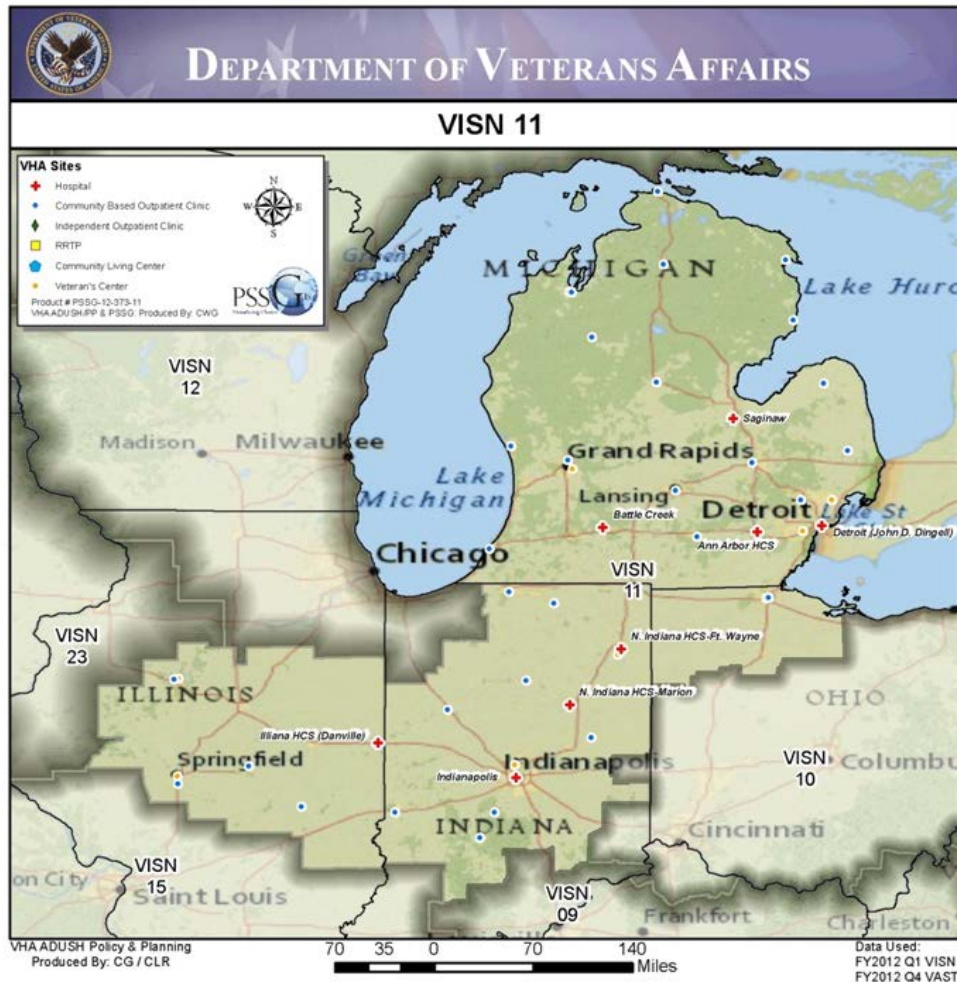 DEPARTMENT OF VETERANS AFFAIRS
VISN 11
VHA Sites
Hospital
Community Based Outpatient Clinic
Independent Outpatient Clinic
RRTP
Community Living Center
Veteran's Center
Product # PSSG-12-373-11
VHA ADUSH/PP & PSSG: Produced By: CWG
N
W E
S
PSSG
Green Bay
MICHIGAN
Lake Huro
VISN
12
Madison
Milwaukee
Lake
Michigan
Saginaw
Grand Rapids
Lansing
Battle Creek
Detroit
Lake St
Detroit (John D. Dingell)
Ann Arbor HCS
Chicago
VISN
11
VISN
23
N. Indiana HCS-Ft. Wayne
ILLINOIS
N. Indiana HCS-Marion
OHIO
Illiana HCS (Danville)
Springfield
Indianapolis
Indianapolis
VISN
10
Columbu
INDIANA
Cincinnati
VISN
15
on City
Saint Louis
VISN
09
Frankfort
Charleston
VHA ADUSH Policy & Planning
Produced By: CG / CLR
70 35 0 70 140
Miles
Data Used:
FY2012 Q1 VISN
FY2012 Q4 VAST